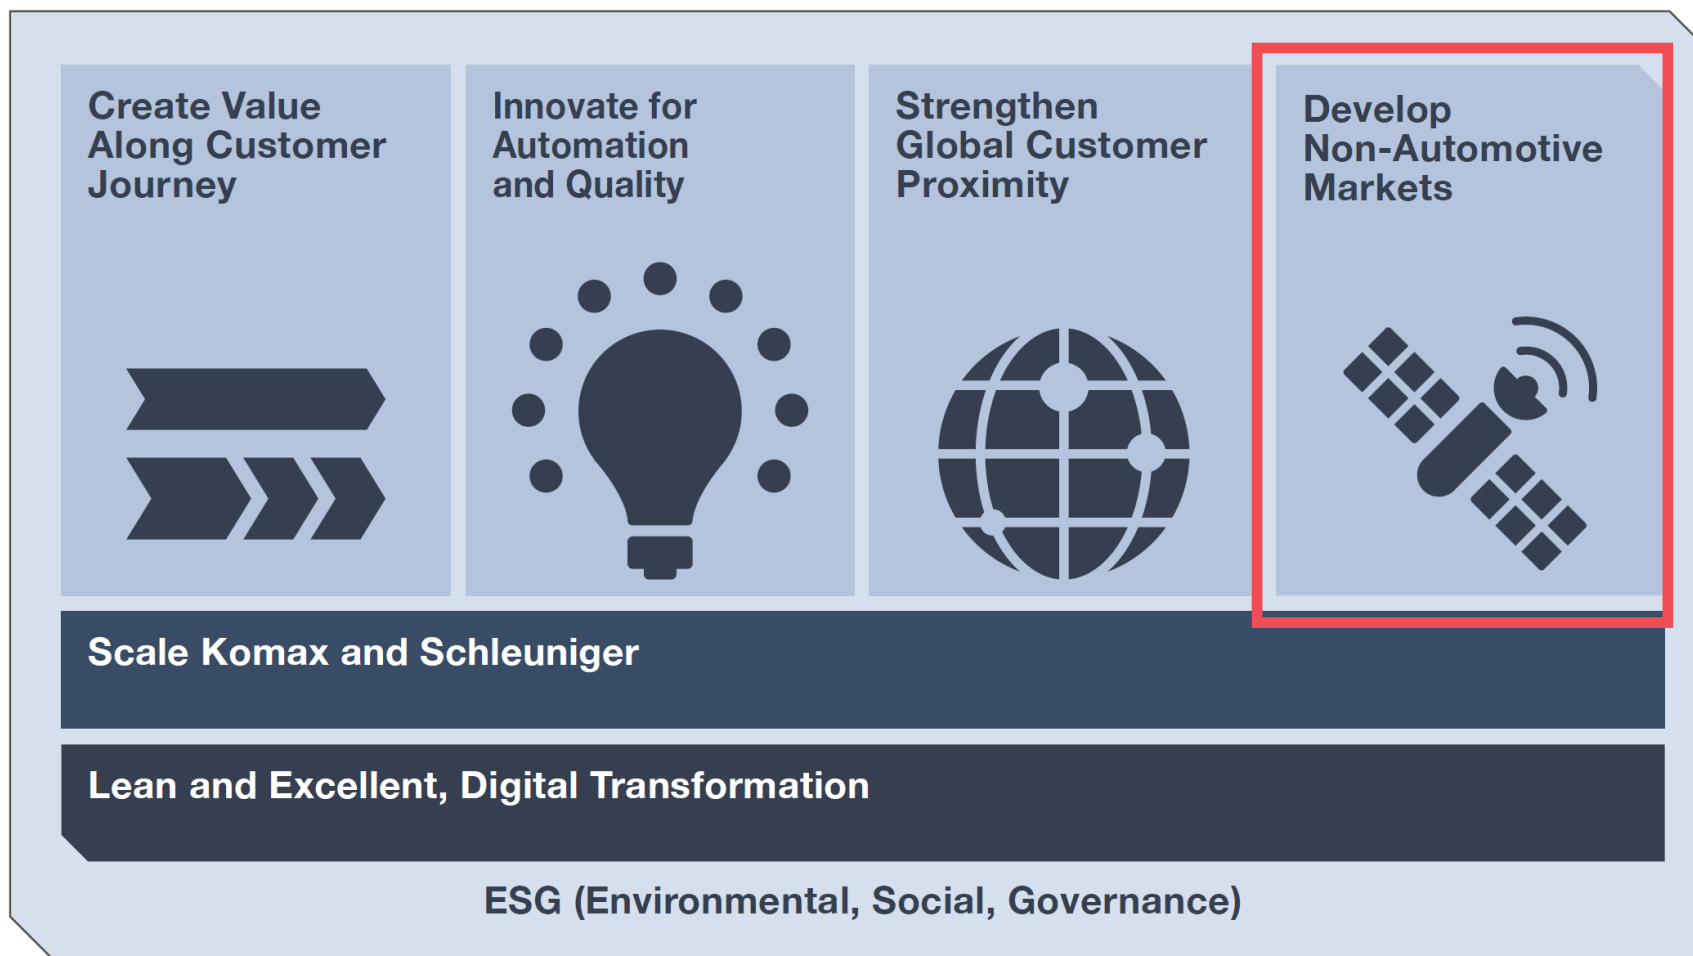 Create Value
Along Customer
Journey
Innovate for
Automation
and Quality
Strengthen
Global Customer
Proximity
Develop
Non-Automotive
Markets
Scale Komax and Schleuniger
Lean and Excellent, Digital Transformation
ESG (Environmental, Social, Governance)